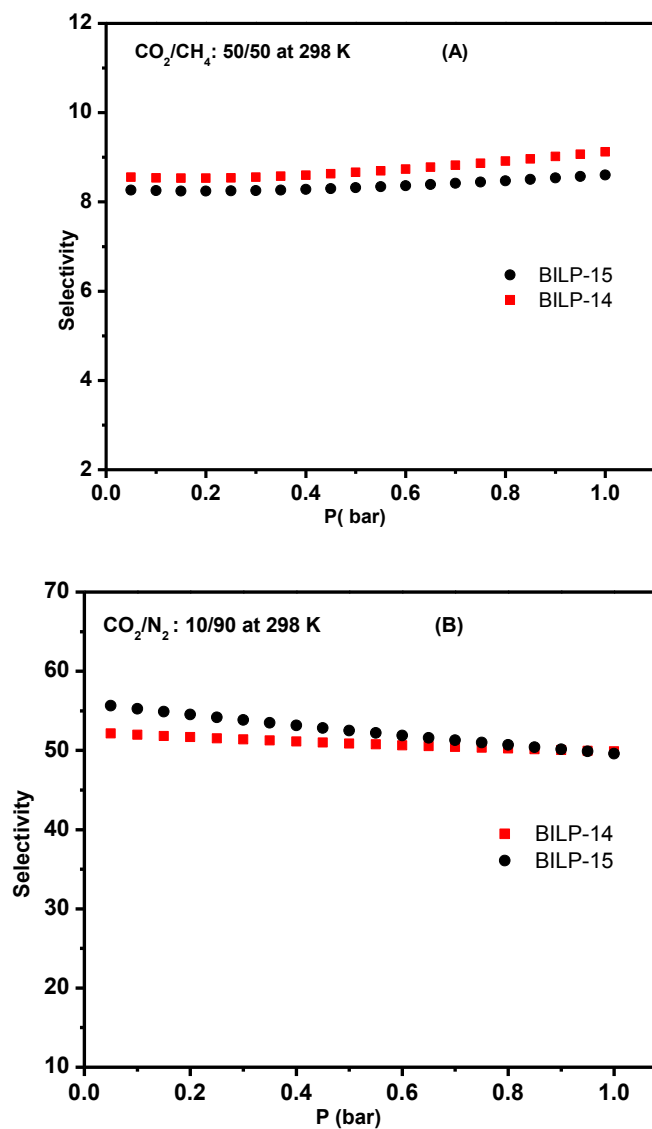 12
CO₂/CH₄: 50/50 at 298 K (A)
10
8
Selectivity
BILP-15
BILP-14
6
4
2
0.0 0.2 0.4 0.6 0.8 1.0
P( bar)
70
CO₂/N₂ : 10/90 at 298 K (B)
60
50
Selectivity
BILP-14
BILP-15
40
30
20
10
0.0 0.2 0.4 0.6 0.8 1.0
P (bar)